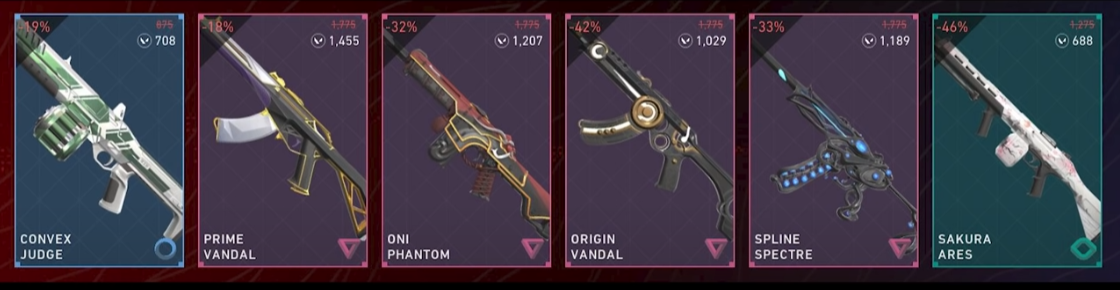 -19%
875
708
CONVEX
JUDGE
-18%
1,775
1,455
PRIME
VANDAL
-32%
1,775
1,207
ONI
PHANTOM
-42%
1,775
1,029
ORIGIN
VANDAL
-33%
1,775
1,189
SPLINE
SPECTRE
-46%
1,275
688
SAKURA
ARES